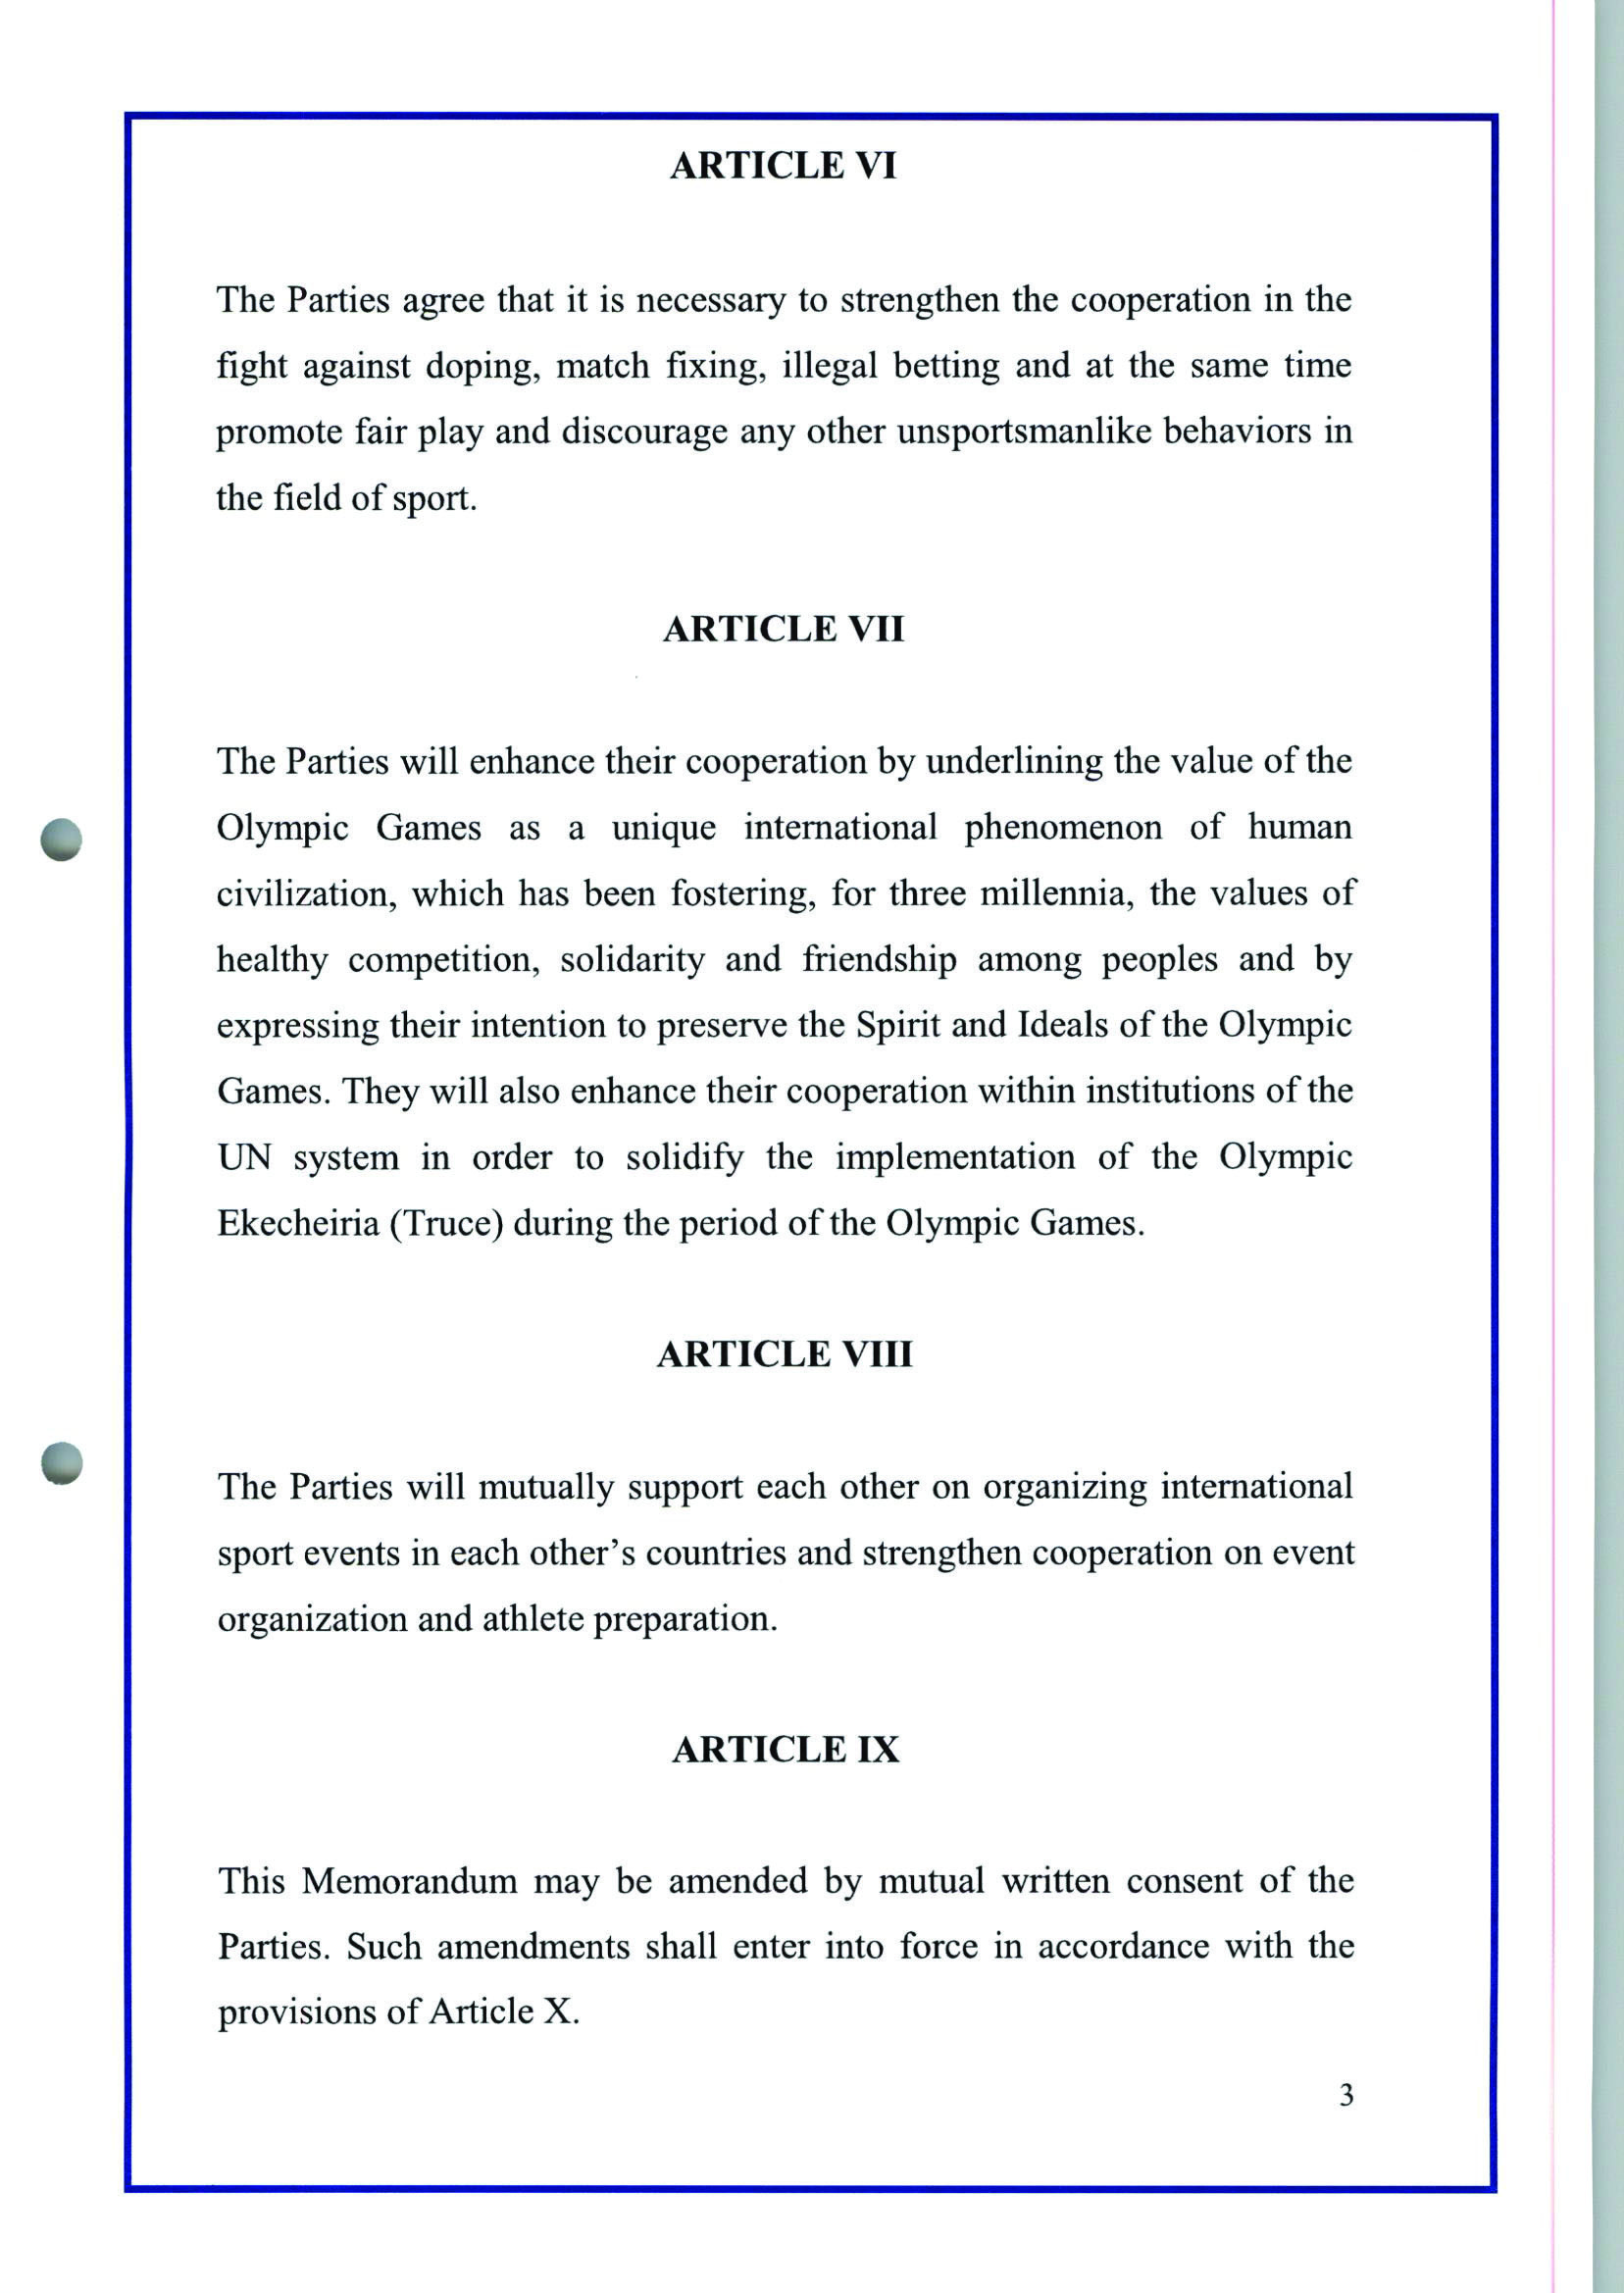 ARTICLE VI
The Parties agree that it is necessary to strengthen the cooperation in the
fight against doping, match fixing, illegal betting and at the same time
promote fair play and discourage any other unsportsmanlike behaviors in
the field of sport.
ARTICLE VII
The Parties will enhance their cooperation by underlining the value of the
Olympic Games as a unique international phenomenon of human
civilization, which has been fostering, for three millennia, the values of
healthy competition, solidarity and friendship among peoples and by
expressing their intention to preserve the Spirit and Ideals of the Olympic
Games. They will also enhance their cooperation within institutions of the
UN system in order to solidify the implementation of the Olympic
Ekecheiria (Truce) during the period of the Olympic Games.
ARTICLE VIII
The Parties will mutually support each other on organizing international
sport events in each other’s countries and strengthen cooperation on event
organization and athlete preparation.
ARTICLE IX
This Memorandum may be amended by mutual written consent of the
Parties. Such amendments shall enter into force in accordance with the
provisions of Article X.
3